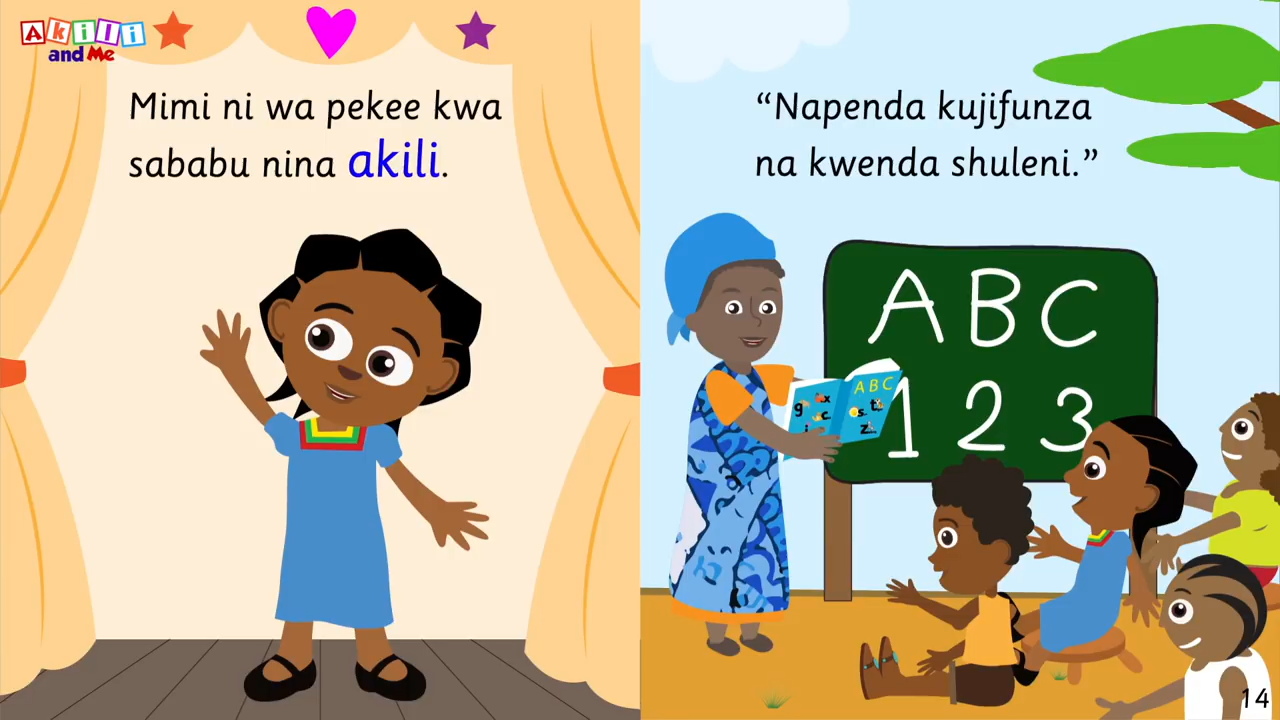 Akili
and Me
Mimi ni wa pekee kwa
sababu nina akili.
“Napenda kujifunza
na kwenda shuleni.”
ABC
123
ABC
14